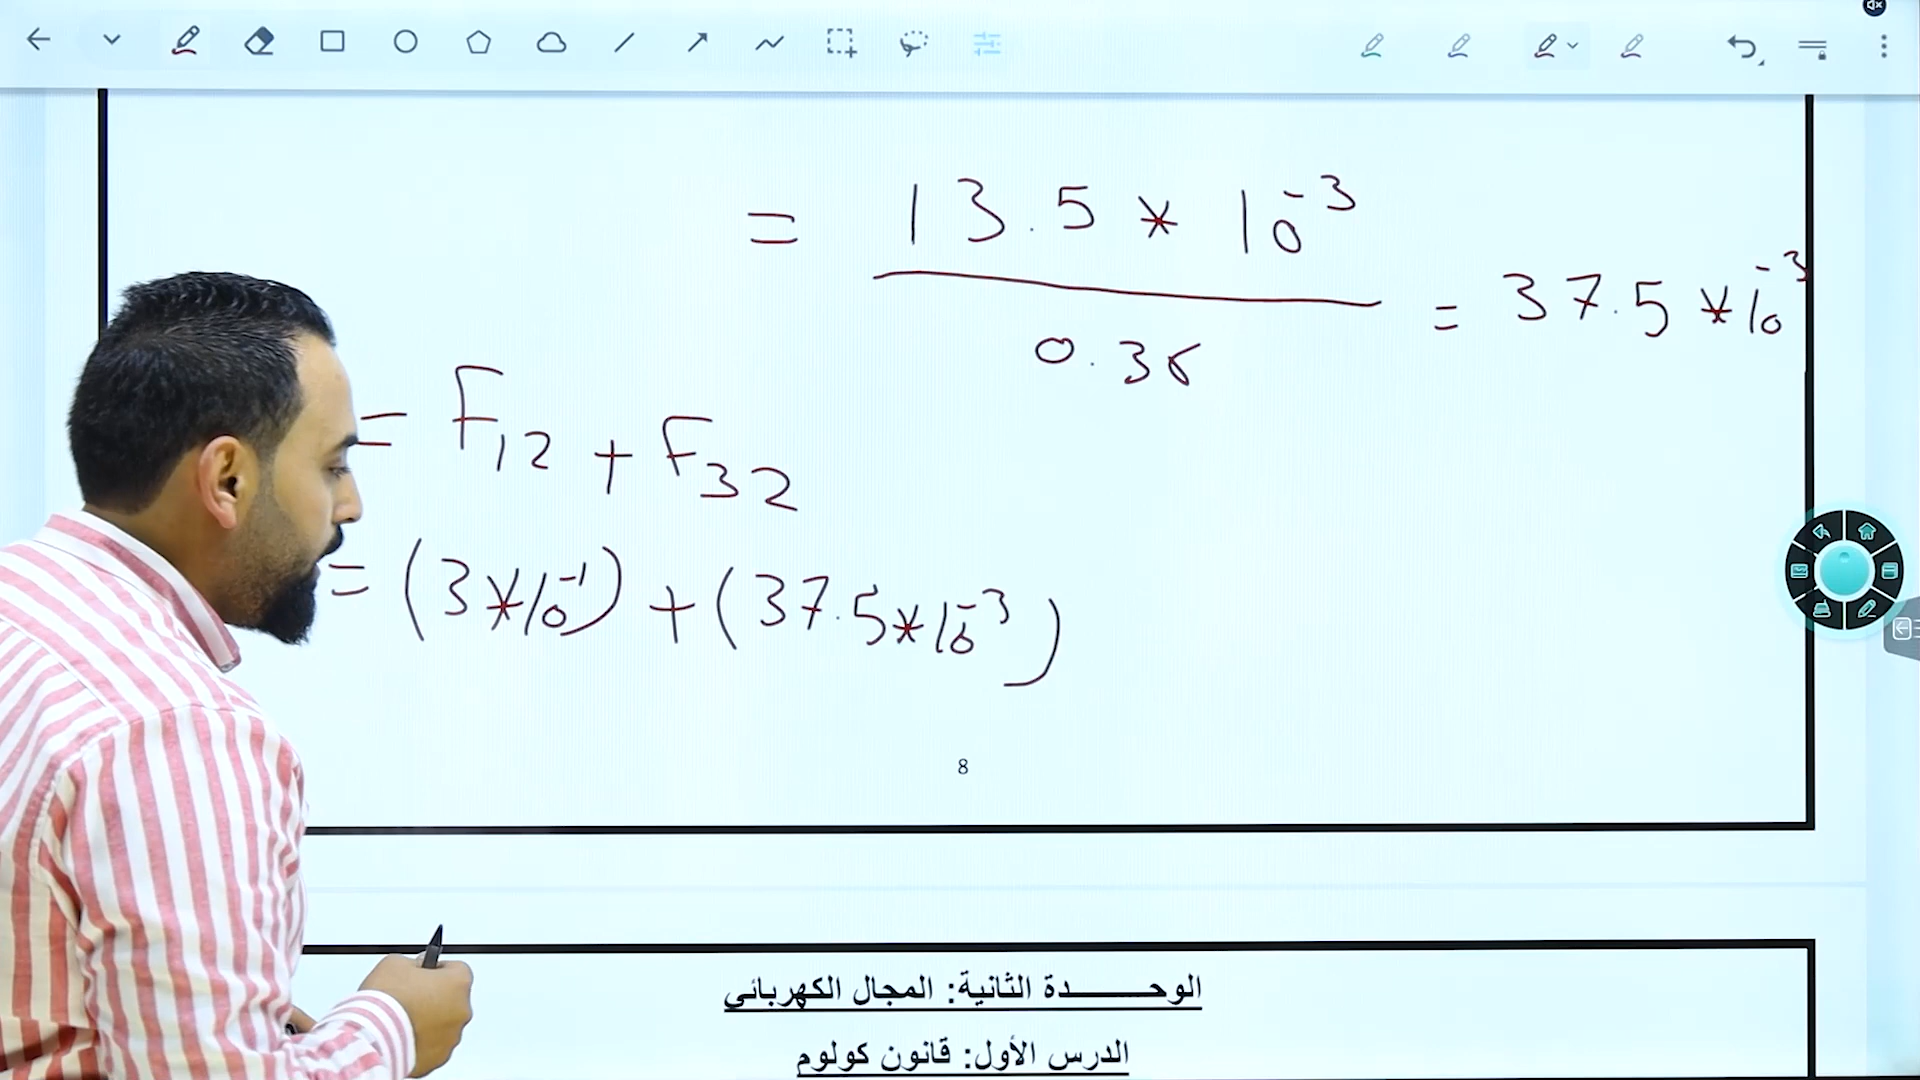 = 13.5 * 10^-3 / 0.36 = 37.5 * 10^-3
= F12 + F32
= (3*10^-1) + (37.5*10^-3)
8
الوحـــــــدة الثانية: المجال الكهربائي
الدرس الأول: قانون كولوم